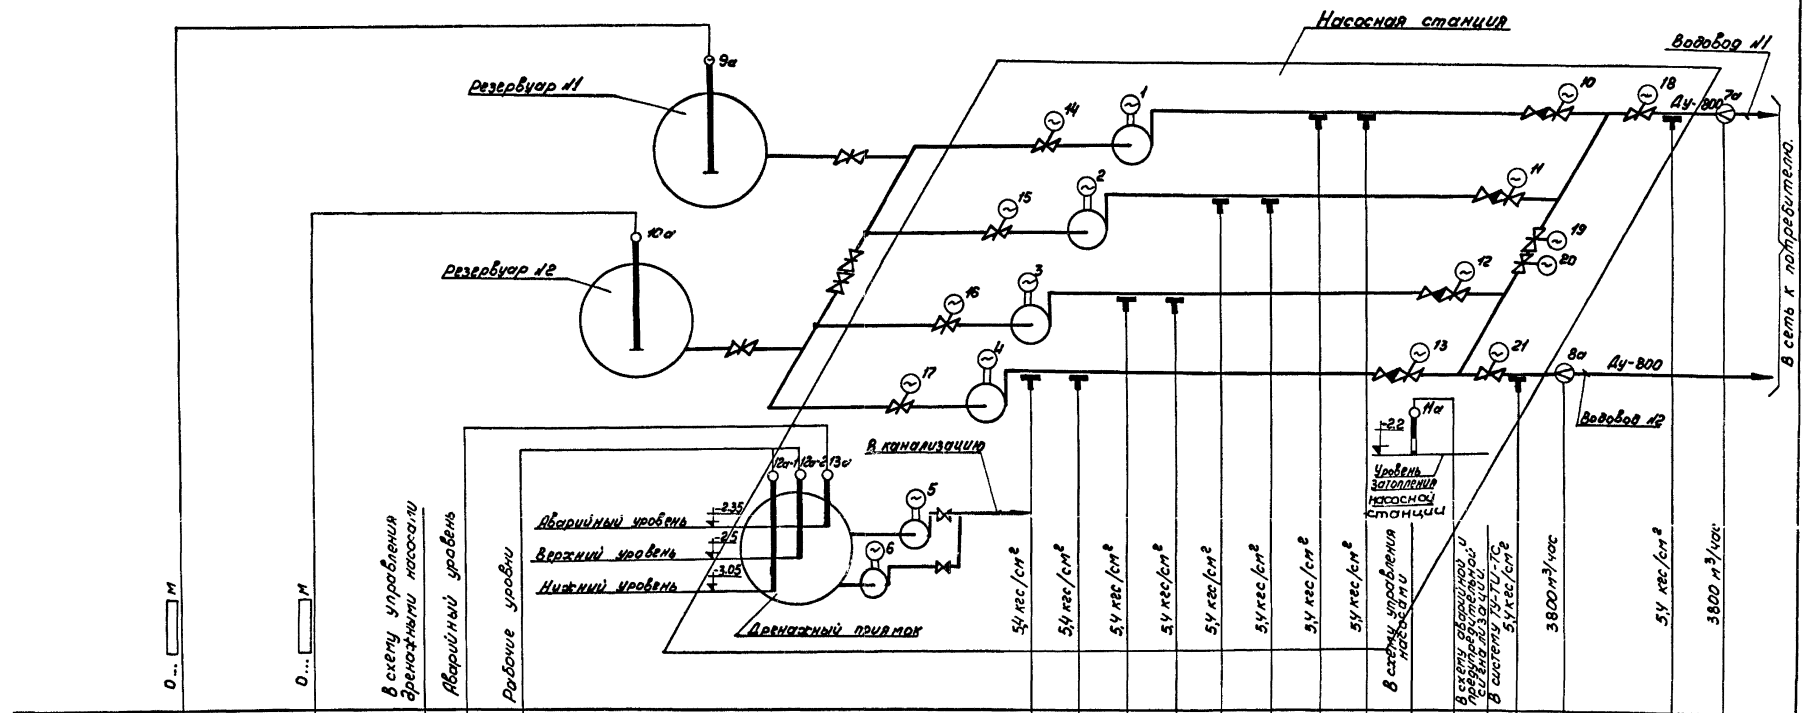 Насосная станция
Водовод №1
Резервуар №1
9а
14
1
10
18
Ду-800
7а
2
15
11
10а
Резервуар №2
3
16
12
19
20
В сеть к потребителю.
4
17
13
21
8а
Ду-800
Водовод №2
11а
-2.2
Уровень
затопления
насосной
станции
В канализацию
12а-1
12а-2
13а
5
6
Аварийный уровень
-2.35
Верхний уровень
-2.5
Нижний уровень
-3.05
Дренажный приямок
0... м
0... м
В схему управления
дренажными насосами
Аварийный уровень
Рабочие уровни
5,4 кгс/см²
5,4 кгс/см²
5,4 кгс/см²
5,4 кгс/см²
5,4 кгс/см²
5,4 кгс/см²
5,4 кгс/см²
5,4 кгс/см²
В схему управления
насосами
В схему аварийной и
предупредительной
сигнализации.
В систему ТУ-ТИ-ТС
5,4 кгс/см²
3800 м³/час
5,4 кгс/см²
3800 м³/час